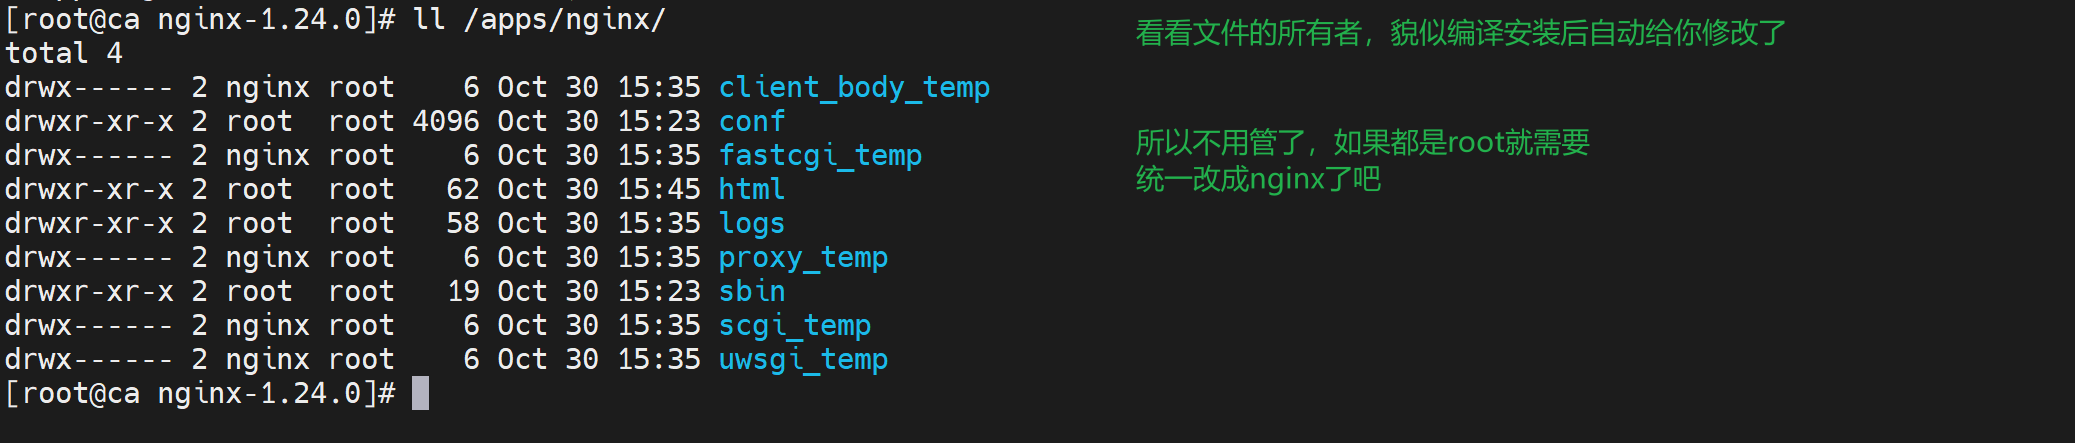 [root@ca nginx-1.24.0]# ll /apps/nginx/
total 4
drwx------ 2 nginx root    6 Oct 30 15:35 client_body_temp
drwxr-xr-x 2 root  root 4096 Oct 30 15:23 conf
drwx------ 2 nginx root    6 Oct 30 15:35 fastcgi_temp
drwxr-xr-x 2 root  root   62 Oct 30 15:45 html
drwxr-xr-x 2 root  root   58 Oct 30 15:35 logs
drwx------ 2 nginx root    6 Oct 30 15:35 proxy_temp
drwxr-xr-x 2 root  root   19 Oct 30 15:23 sbin
drwx------ 2 nginx root    6 Oct 30 15:35 scgi_temp
drwx------ 2 nginx root    6 Oct 30 15:35 uwsgi_temp
[root@ca nginx-1.24.0]#
看看文件的所有者，貌似编译安装后自动给你修改了
所以不用管了，如果都是root就需要
统一改成nginx了吧